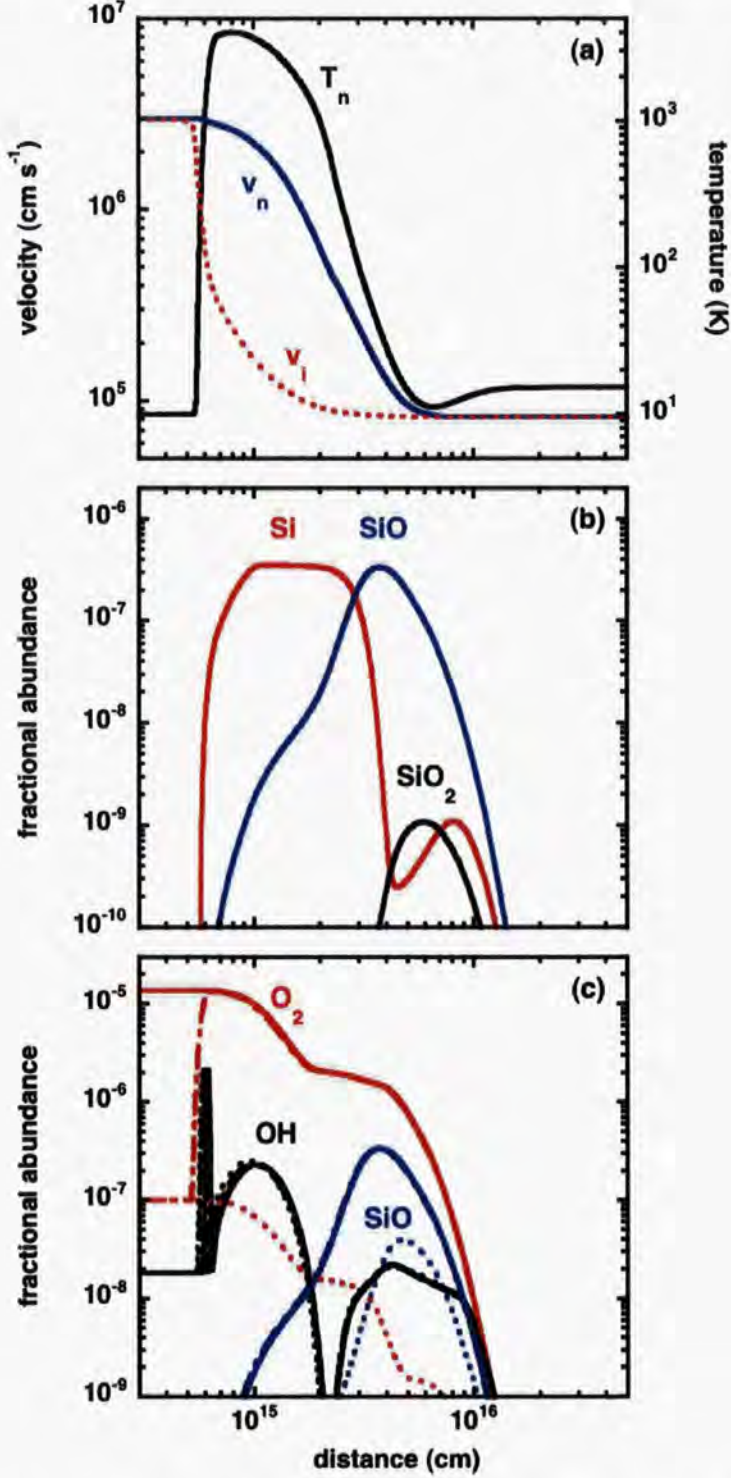 10^7
(a)
T_n
10^3
velocity (cm s^-1)
v_n
10^6
temperature (K)
10^2
v_i
10^5
10^1
10^-6
Si
SiO
(b)
10^-7
fractional abundance
10^-8
SiO_2
10^-9
10^-10
10^-5
O_2
(c)
10^-6
fractional abundance
OH
10^-7
SiO
10^-8
10^-9
10^15
10^16
distance (cm)